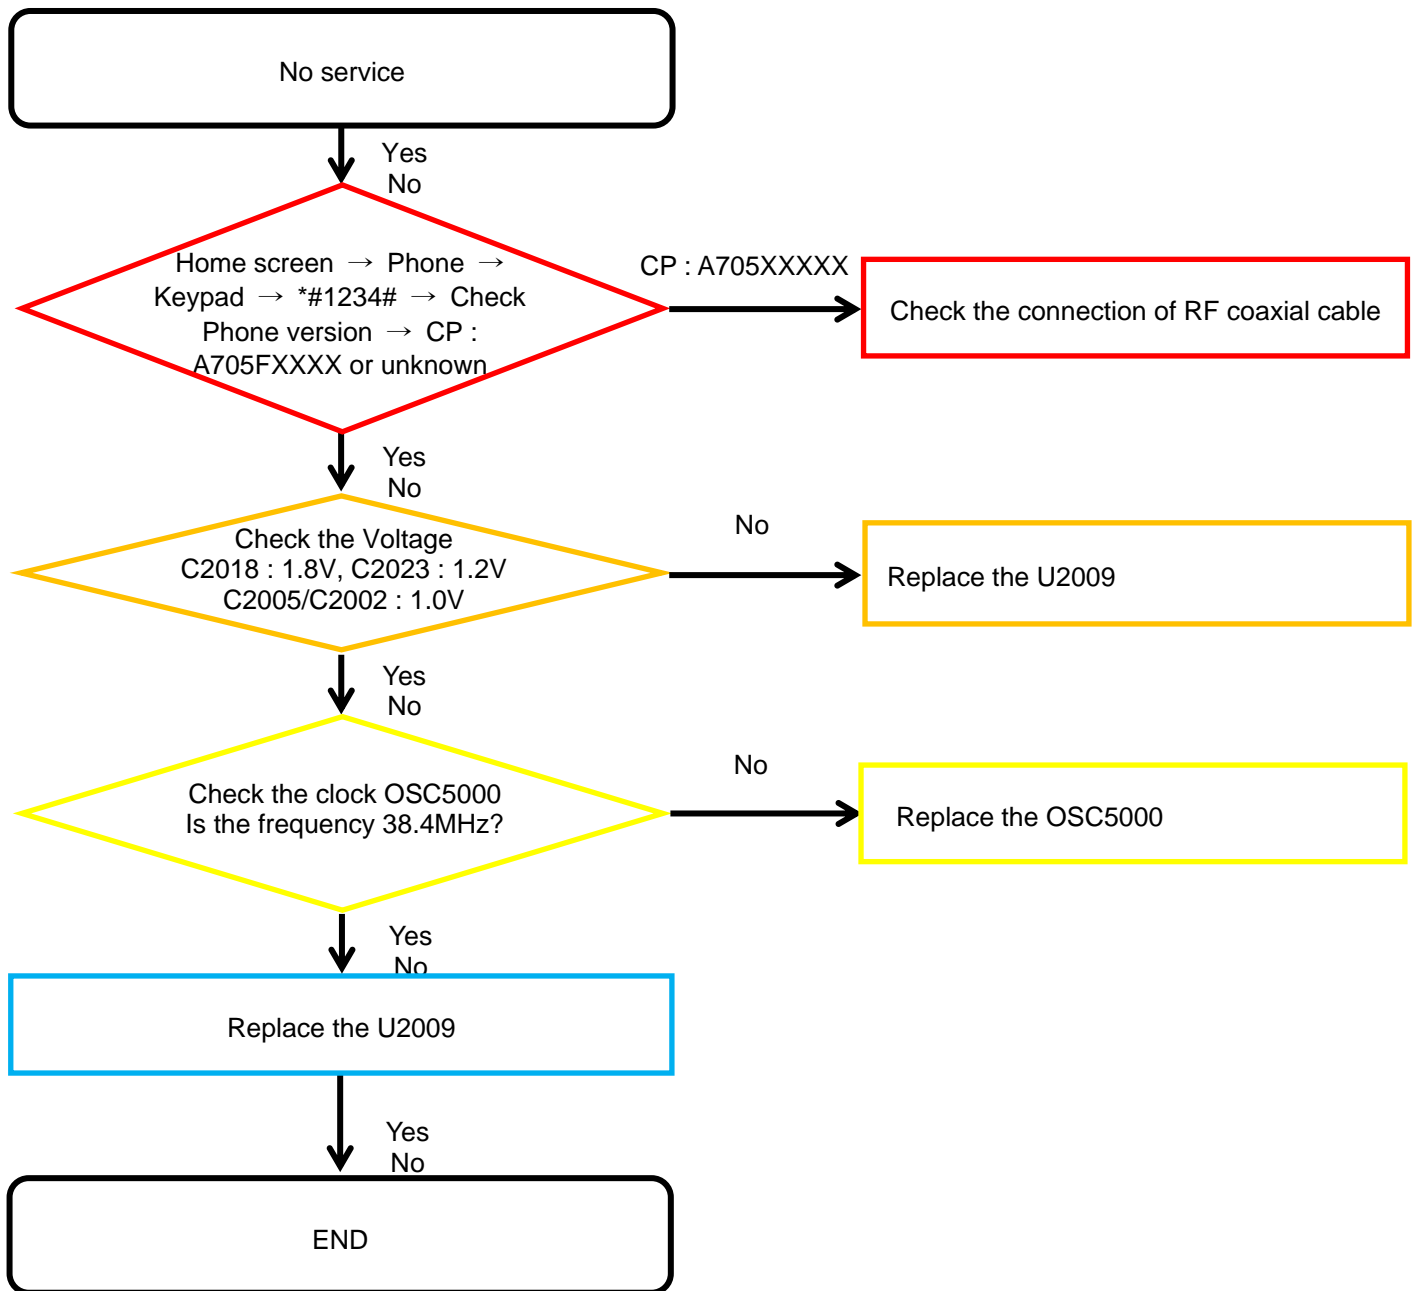 No service
Yes
No
Home screen → Phone →
Keypad → *#1234# → Check
Phone version → CP :
A705FXXXX or unknown
CP : A705XXXXX
Check the connection of RF coaxial cable
Yes
No
Check the Voltage
C2018 : 1.8V, C2023 : 1.2V
C2005/C2002 : 1.0V
No
Replace the U2009
Yes
No
Check the clock OSC5000
Is the frequency 38.4MHz?
No
Replace the OSC5000
Yes
No
Replace the U2009
Yes
No
END